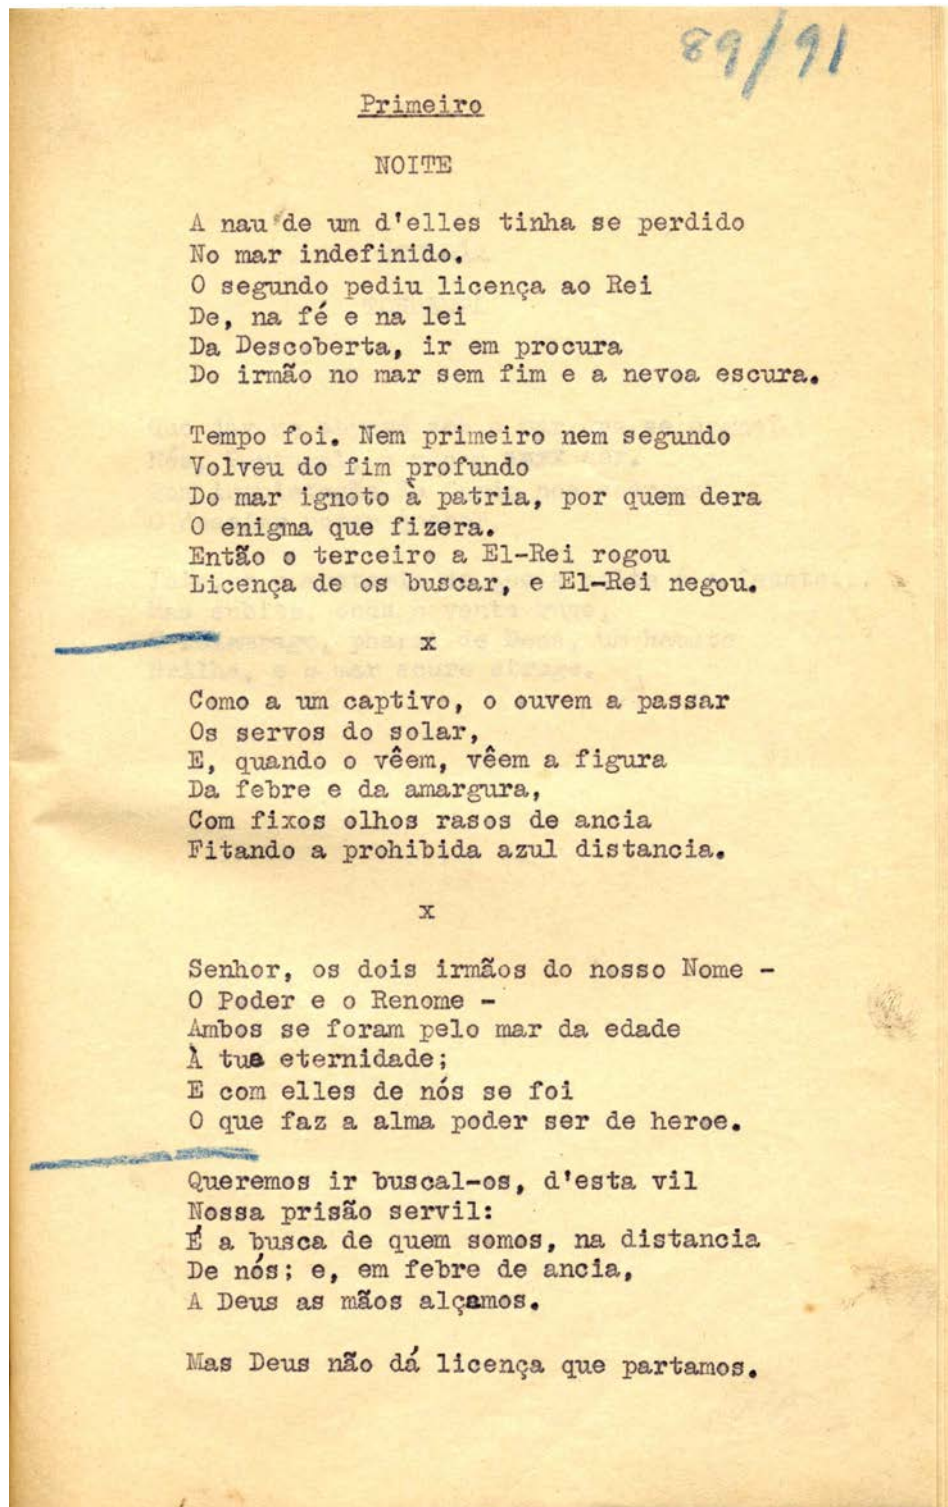 89/91
Primeiro
NOITE
A nau de um d'elles tinha se perdido
No mar indefinido.
O segundo pediu licença ao Rei
De, na fé e na lei
Da Descoberta, ir em procura
Do irmão no mar sem fim e a nevoa escura.
Tempo foi. Nem primeiro nem segundo
Volveu do fim profundo
Do mar ignoto à patria, por quem dera
O enigma que fizera.
Então o terceiro a El-Rei rogou
Licença de os buscar, e El-Rei negou.
x
Como a um captivo, o ouvem a passar
Os servos do solar,
E, quando o vêem, vêem a figura
Da febre e da amargura,
Com fixos olhos rasos de ancia
Fitando a prohibida azul distancia.
x
Senhor, os dois irmãos do nosso Nome -
O Poder e o Renome -
Ambos se foram pelo mar da edade
À tua eternidade;
E com elles de nós se foi
O que faz a alma poder ser de heroe.
Queremos ir buscal-os, d'esta vil
Nossa prisão servil:
É a busca de quem somos, na distancia
De nós; e, em febre de ancia,
A Deus as mãos alçamos.
Mas Deus não dá licença que partamos.